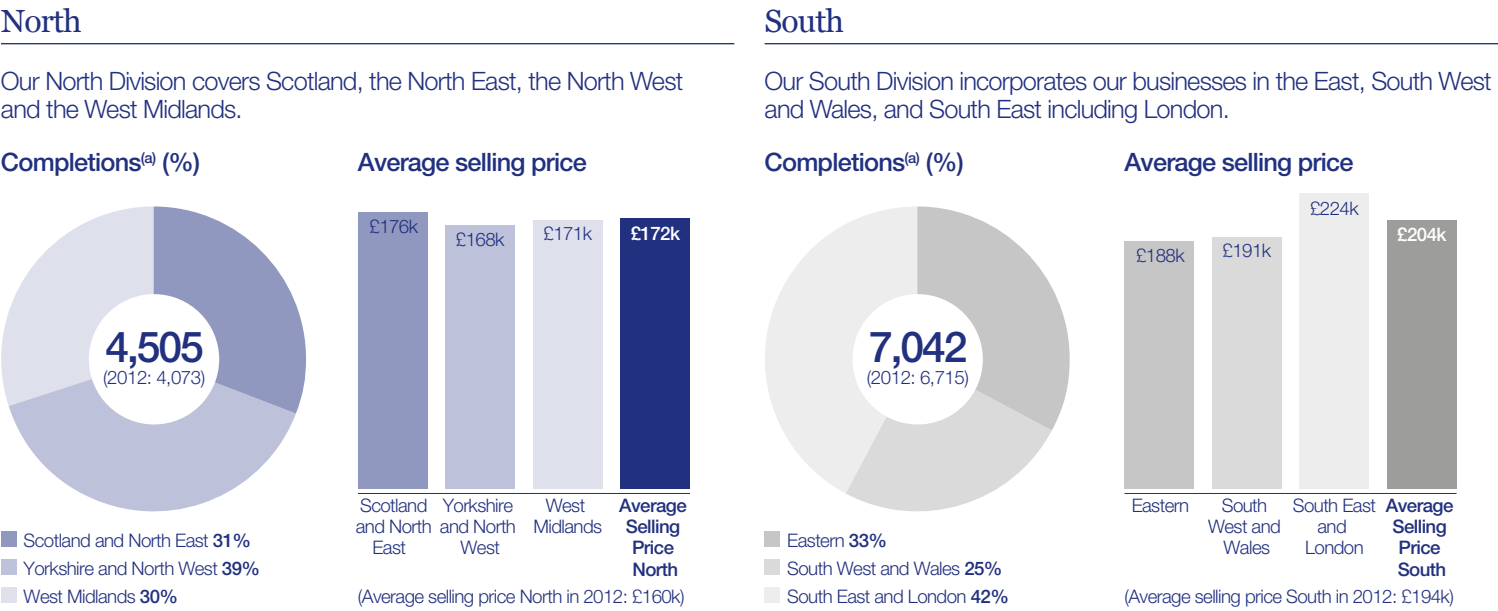 North
Our North Division covers Scotland, the North East, the North West
and the West Midlands.
Completions(a) (%)
4,505
(2012: 4,073)
Scotland and North East 31%
Yorkshire and North West 39%
West Midlands 30%
Average selling price
£176k
£168k
£171k
£172k
Scotland
and North
East
Yorkshire
and North
West
West
Midlands
Average
Selling
Price
North
(Average selling price North in 2012: £160k)
South
Our South Division incorporates our businesses in the East, South West
and Wales, and South East including London.
Completions(a) (%)
7,042
(2012: 6,715)
Eastern 33%
South West and Wales 25%
South East and London 42%
Average selling price
£188k
£191k
£224k
£204k
Eastern
South
West and
Wales
South East
and
London
Average
Selling
Price
South
(Average selling price South in 2012: £194k)